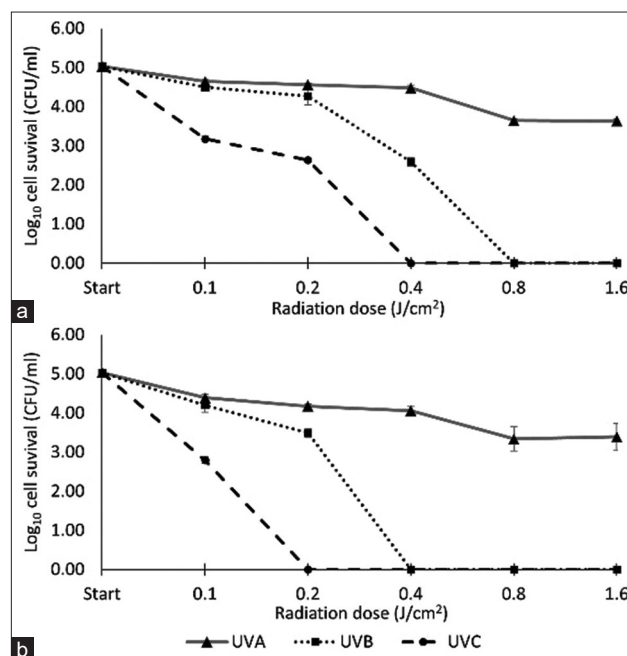 a
Log₁₀ cell suvival (CFU/ml)
6.00
5.00
4.00
3.00
2.00
1.00
0.00
Start 0.1 0.2 0.4 0.8 1.6
Radiation dose (J/cm²)
b
Log₁₀ cell suvival (CFU/ml)
6.00
5.00
4.00
3.00
2.00
1.00
0.00
Start 0.1 0.2 0.4 0.8 1.6
Radiation dose (J/cm²)
UVA UVB UVC